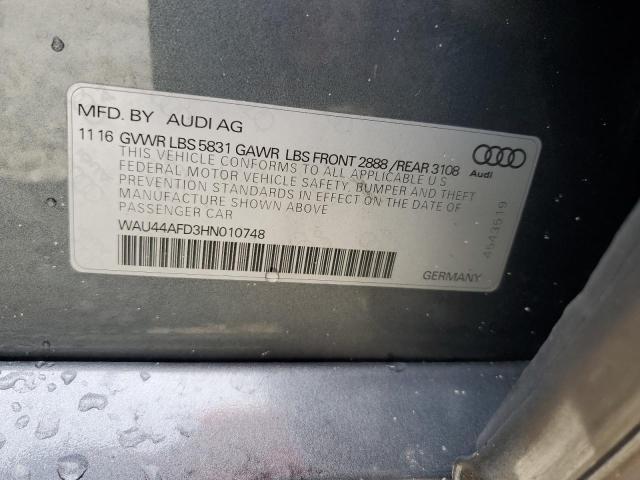 MFD. BY AUDI AG
11 16 GVWR LBS 5831 GAWR LBS FRONT 2888 / REAR 3108
THIS VEHICLE CONFORMS TO ALL APPLICABLE U S
FEDERAL MOTOR VEHICLE SAFETY, BUMPER AND THEFT
PREVENTION STANDARDS IN EFFECT ON THE DATE OF
MANUFACTURE SHOWN ABOVE
PASSENGER CAR
WAU44AFD3HN010748
GERMANY
Audi
4543519